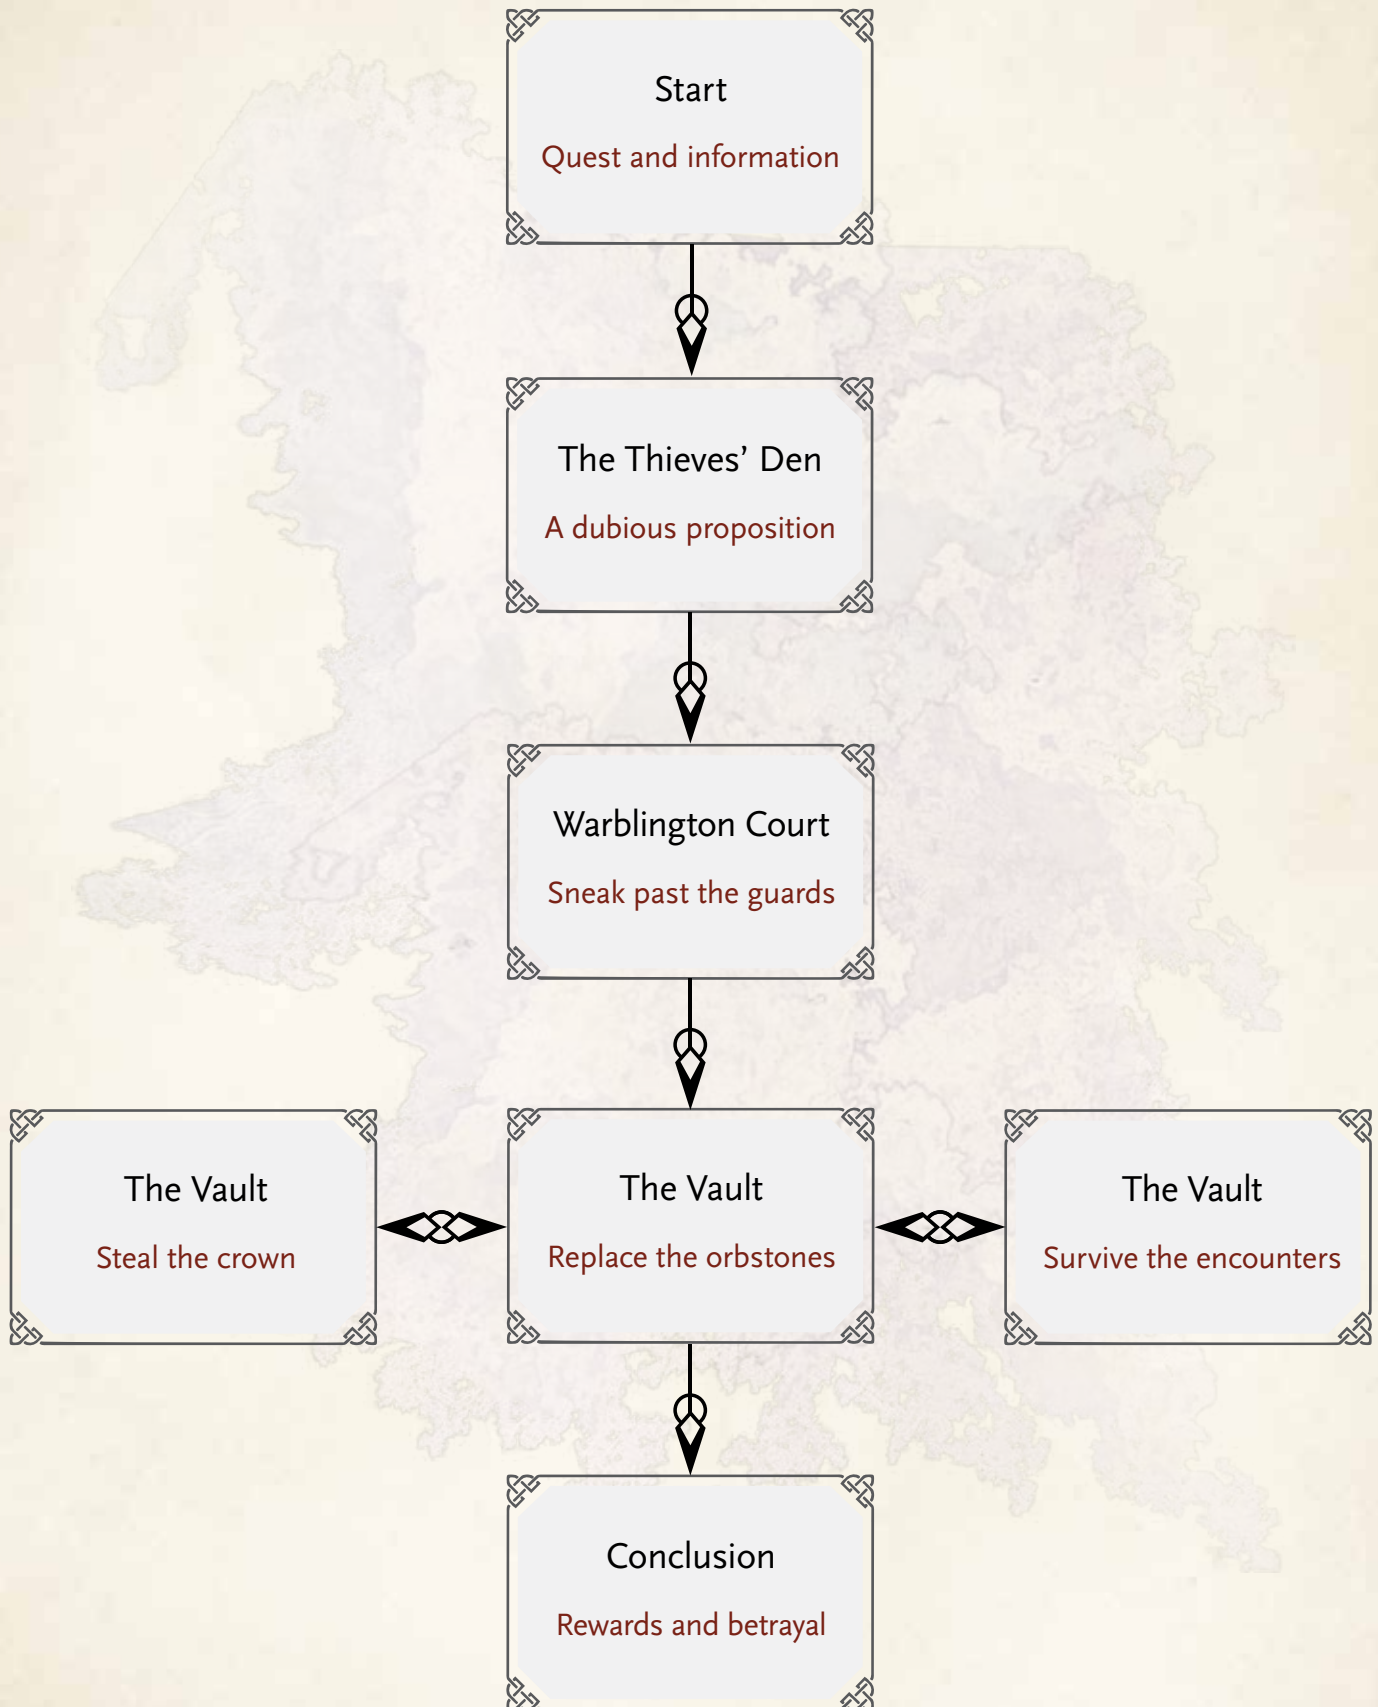 Start
Quest and information
The Thieves’ Den
A dubious proposition
Warblington Court
Sneak past the guards
The Vault
Steal the crown
The Vault
Replace the orbstones
The Vault
Survive the encounters
Conclusion
Rewards and betrayal